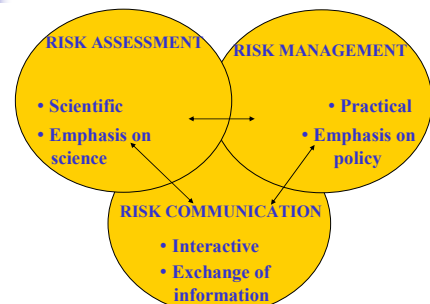 RISK ASSESSMENT
• Scientific
• Emphasis on
science
RISK MANAGEMENT
• Practical
• Emphasis on
policy
RISK COMMUNICATION
• Interactive
• Exchange of
information